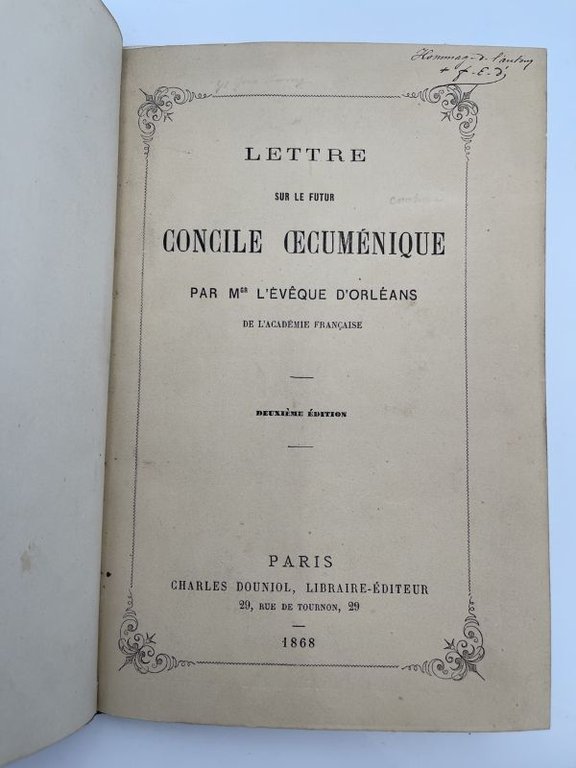 Hommag. de l'auteur
+ f. E. d'
LETTRE
SUR LE FUTUR
CONCILE ŒCUMÉNIQUE
PAR MGR L'ÉVÊQUE D'ORLÉANS
DE L'ACADÉMIE FRANÇAISE
DEUXIÈME ÉDITION
PARIS
CHARLES DOUNIOL, LIBRAIRE-ÉDITEUR
29, RUE DE TOURNON, 29
1868